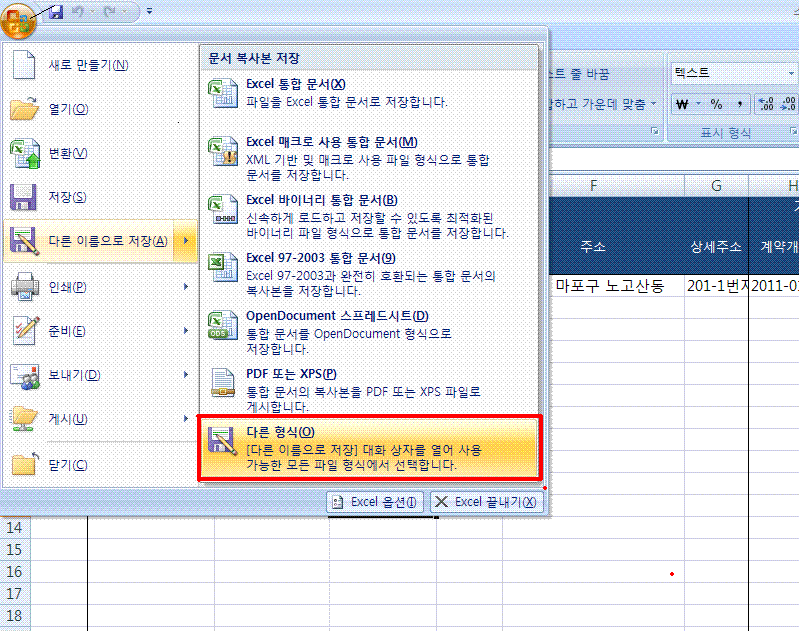 새로 만들기(N)
열기(O)
변환(V)
저장(S)
다른 이름으로 저장(A)
인쇄(P)
준비(E)
보내기(D)
게시(U)
닫기(C)
문서 복사본 저장
Excel 통합 문서(X)
파일을 Excel 통합 문서로 저장합니다.
Excel 매크로 사용 통합 문서(M)
XML 기반 및 매크로 사용 파일 형식으로 통합
문서를 저장합니다.
Excel 바이너리 통합 문서(B)
신속하게 로드하고 저장할 수 있도록 최적화된
바이너리 파일 형식으로 통합 문서를 저장합니다.
Excel 97-2003 통합 문서(9)
Excel 97-2003과 완전히 호환되는 통합 문서의
복사본을 저장합니다.
OpenDocument 스프레드시트(D)
통합 문서를 OpenDocument 형식으로
저장합니다.
PDF 또는 XPS(P)
통합 문서의 복사본을 PDF 또는 XPS 파일로
게시합니다.
다른 형식(O)
[다른 이름으로 저장] 대화 상자를 열어 사용
가능한 모든 파일 형식에서 선택합니다.
Excel 옵션(I)
Excel 끝내기(X)
스트 줄 바꿈
텍스트
합하고 가운데 맞춤
₩ % , .00
표시 형식
F G H
주소 상세주소 계약개
마포구 노고산동 201-1번지 2011-0
14
15
16
17
18